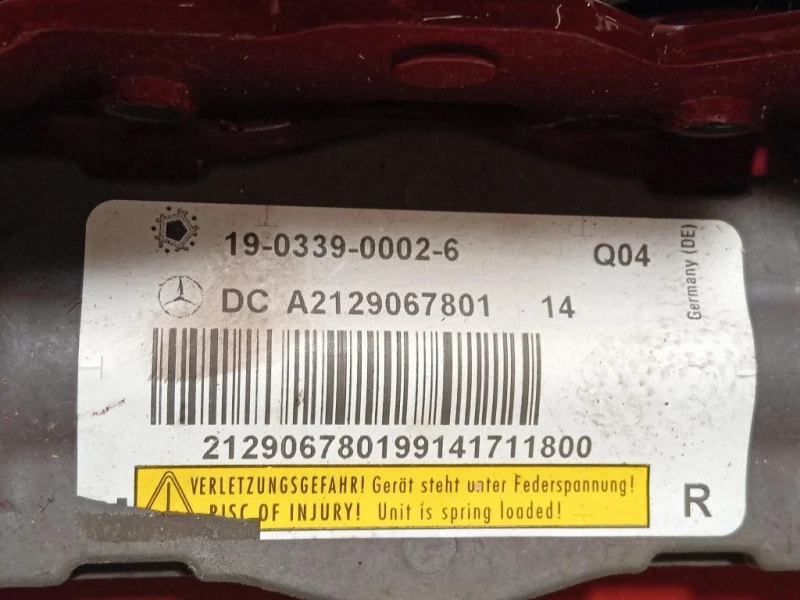 19-0339-0002-6 Q04
DC A2129067801 14
Germany (DE)
212906780199141711800
VERLETZUNGSGEFAHR! Gerät steht unter Federspannung!
RISC OF INJURY! Unit is spring loaded!
R